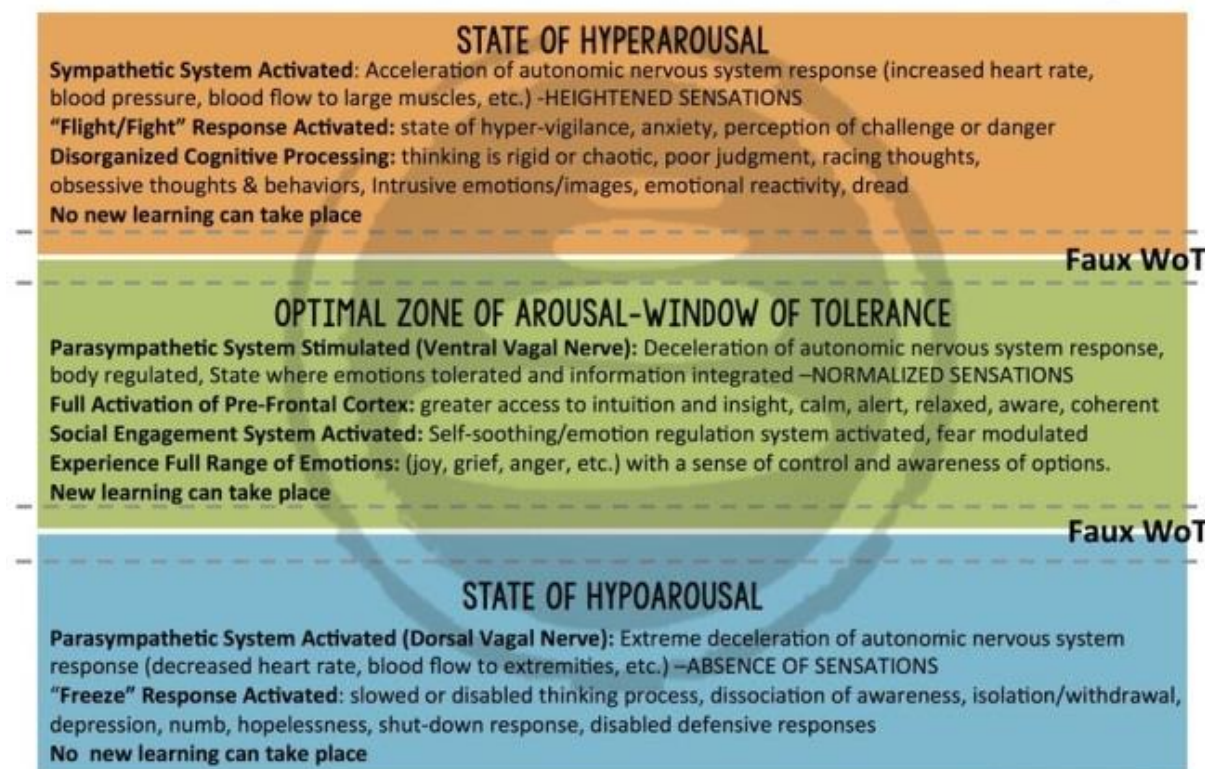 STATE OF HYPERAROUSAL
Sympathetic System Activated: Acceleration of autonomic nervous system response (increased heart rate,
blood pressure, blood flow to large muscles, etc.) -HEIGHTENED SENSATIONS
“Flight/Fight” Response Activated: state of hyper-vigilance, anxiety, perception of challenge or danger
Disorganized Cognitive Processing: thinking is rigid or chaotic, poor judgment, racing thoughts,
obsessive thoughts & behaviors, Intrusive emotions/images, emotional reactivity, dread
No new learning can take place
Faux WoT
OPTIMAL ZONE OF AROUSAL-WINDOW OF TOLERANCE
Parasympathetic System Stimulated (Ventral Vagal Nerve): Deceleration of autonomic nervous system response,
body regulated, State where emotions tolerated and information integrated –NORMALIZED SENSATIONS
Full Activation of Pre-Frontal Cortex: greater access to intuition and insight, calm, alert, relaxed, aware, coherent
Social Engagement System Activated: Self-soothing/emotion regulation system activated, fear modulated
Experience Full Range of Emotions: (joy, grief, anger, etc.) with a sense of control and awareness of options.
New learning can take place
Faux WoT
STATE OF HYPOAROUSAL
Parasympathetic System Activated (Dorsal Vagal Nerve): Extreme deceleration of autonomic nervous system
response (decreased heart rate, blood flow to extremities, etc.) –ABSENCE OF SENSATIONS
“Freeze” Response Activated: slowed or disabled thinking process, dissociation of awareness, isolation/withdrawal,
depression, numb, hopelessness, shut-down response, disabled defensive responses
No new learning can take place